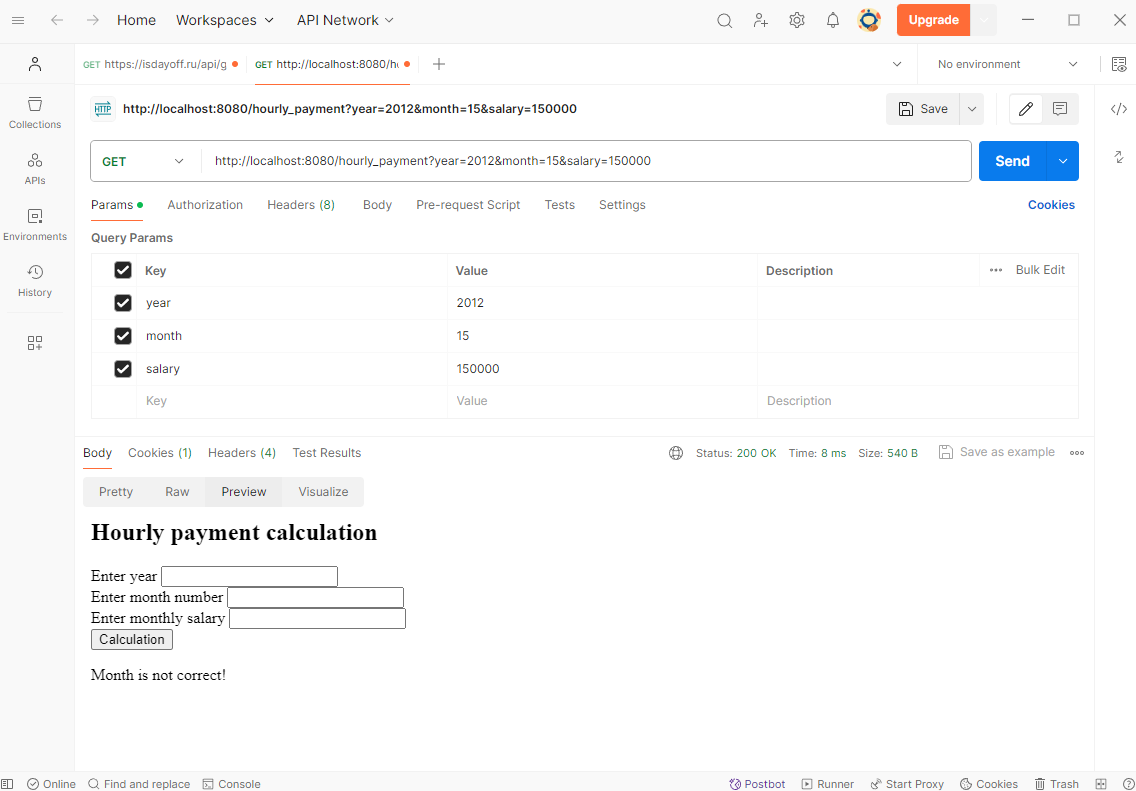 Home Workspaces API Network Upgrade
GET https://isdayoff.ru/api/g GET http://localhost:8080/h No environment
HTTP http://localhost:8080/hourly_payment?year=2012&month=15&salary=150000 Save
Collections
GET http://localhost:8080/hourly_payment?year=2012&month=15&salary=150000 Send
APIs
Params Authorization Headers (8) Body Pre-request Script Tests Settings Cookies
Environments
Query Params
Key Value Description Bulk Edit
History
year 2012
month 15
salary 150000
Key Value Description
Body Cookies (1) Headers (4) Test Results Status: 200 OK Time: 8 ms Size: 540 B Save as example
Pretty Raw Preview Visualize
Hourly payment calculation
Enter year
Enter month number
Enter monthly salary
Calculation
Month is not correct!
Online Find and replace Console Postbot Runner Start Proxy Cookies Trash